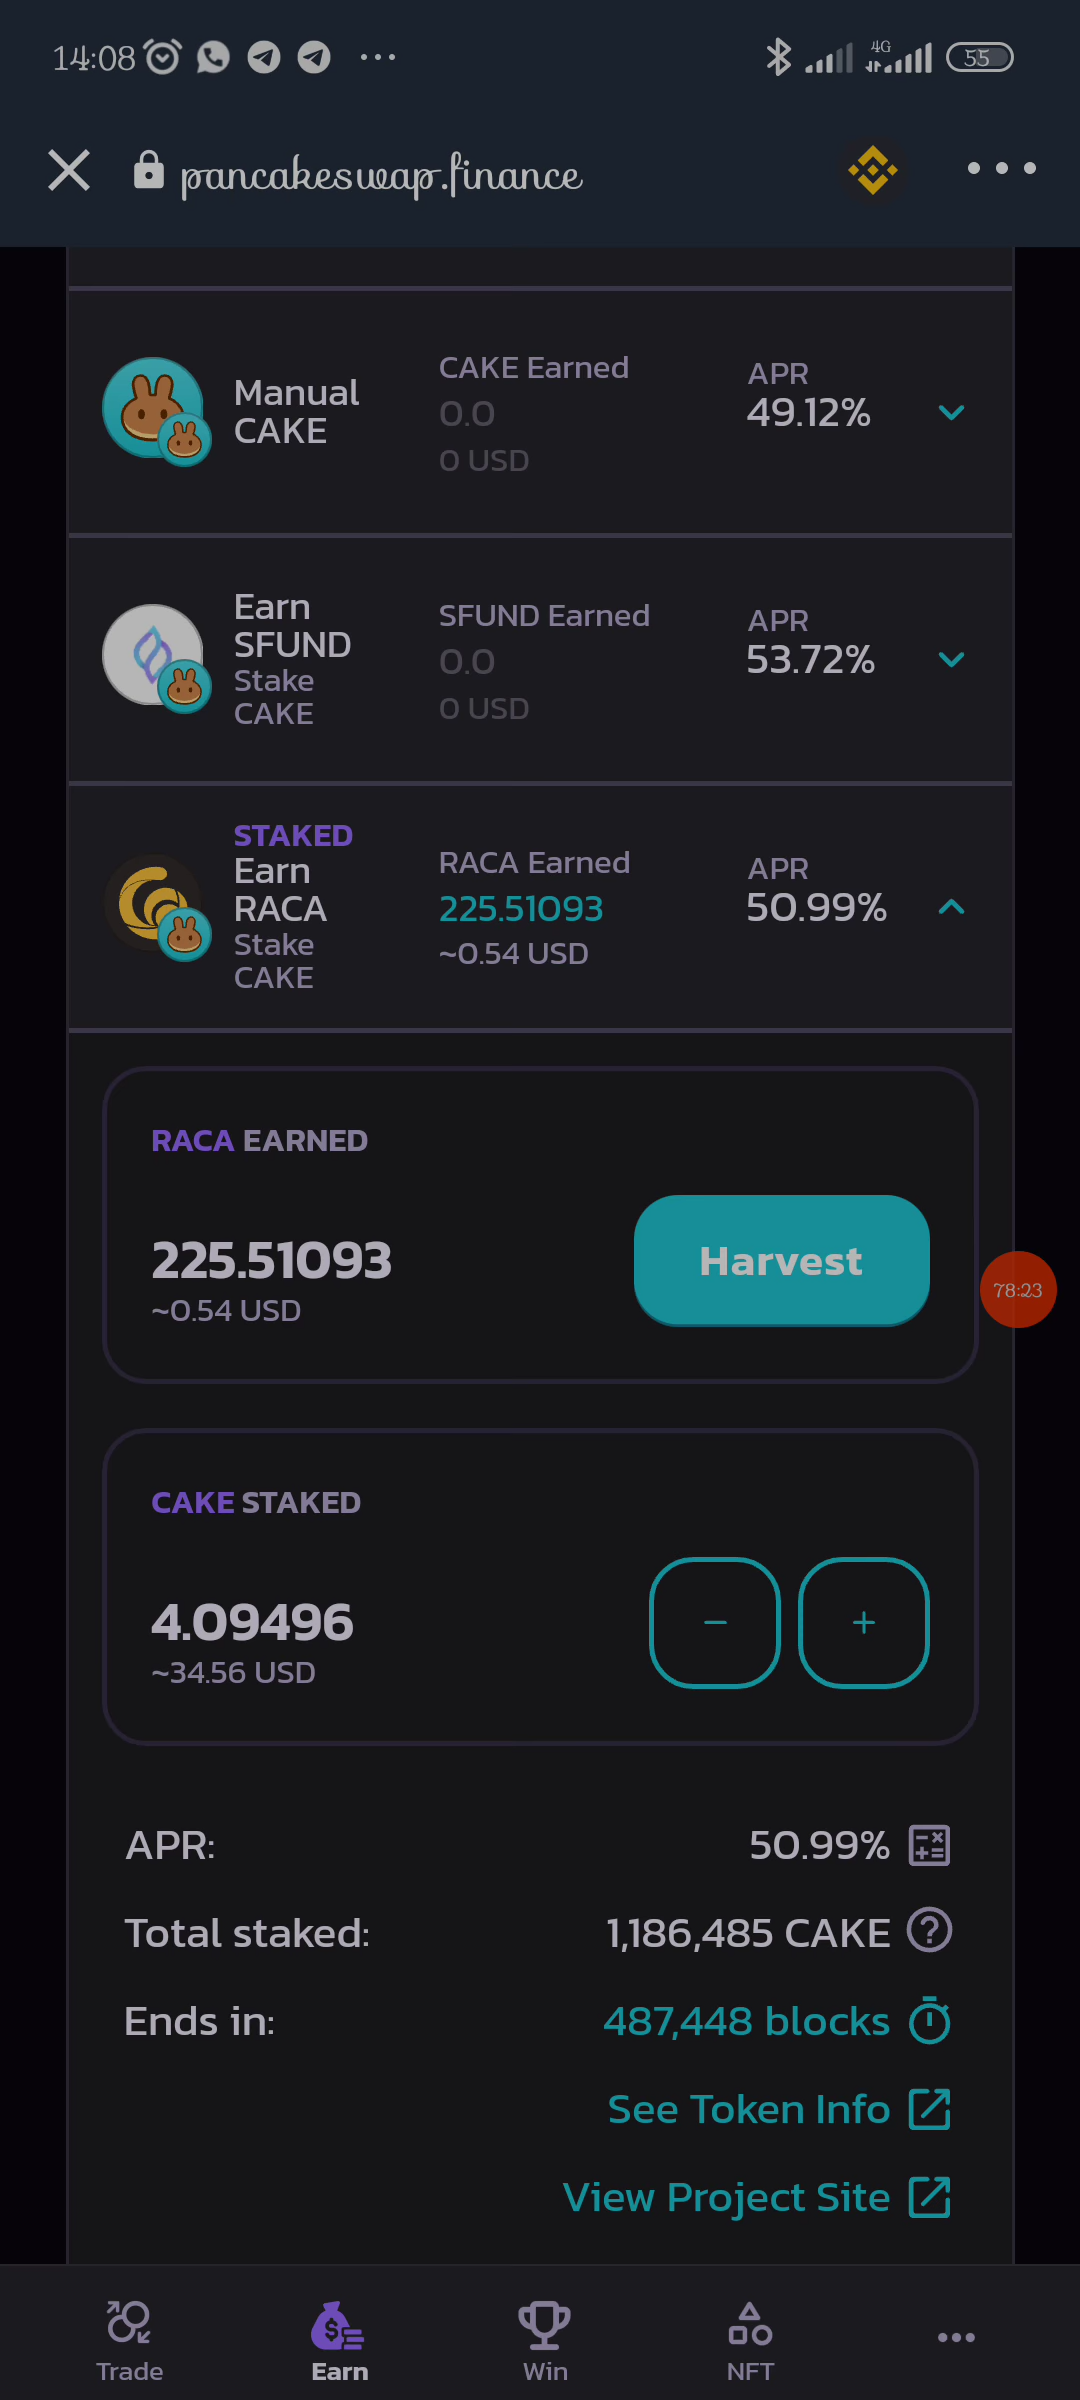 14:08
4G
55
pancakeswap.finance
Manual
CAKE
CAKE Earned
0.0
0 USD
APR
49.12%
Earn
SFUND
Stake
CAKE
SFUND Earned
0.0
0 USD
APR
53.72%
STAKED
Earn
RACA
Stake
CAKE
RACA Earned
225.51093
~0.54 USD
APR
50.99%
RACA EARNED
225.51093
~0.54 USD
Harvest
78:23
CAKE STAKED
4.09496
~34.56 USD
−
+
APR:
50.99%
Total staked:
1,186,485 CAKE
Ends in:
487,448 blocks
See Token Info
View Project Site
Trade
Earn
Win
NFT